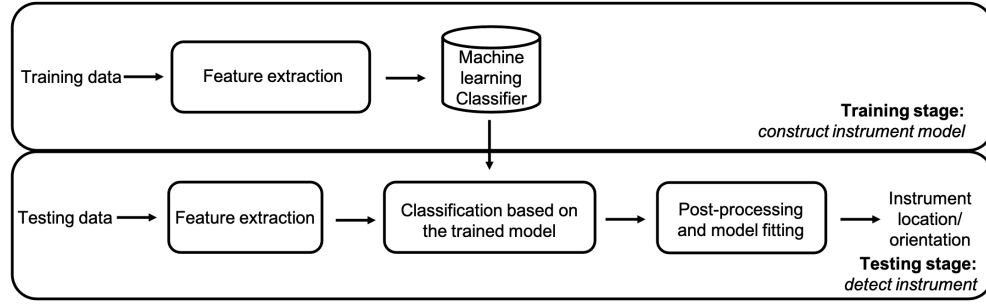 Training data
Feature extraction
Machine
learning
Classifier
Training stage:
construct instrument model
Testing data
Feature extraction
Classification based on
the trained model
Post-processing
and model fitting
Instrument
location/
orientation
Testing stage:
detect instrument